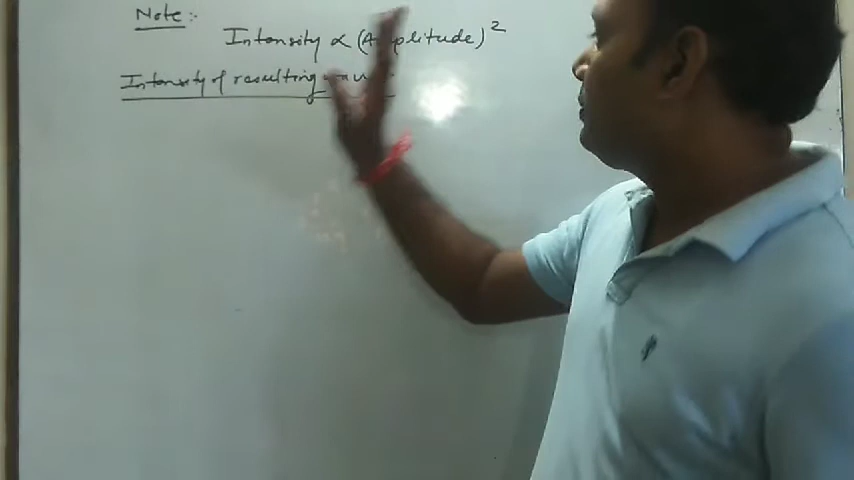 Note:-
Intensity ∝ (Amplitude)²
Intensity of resulting wave: